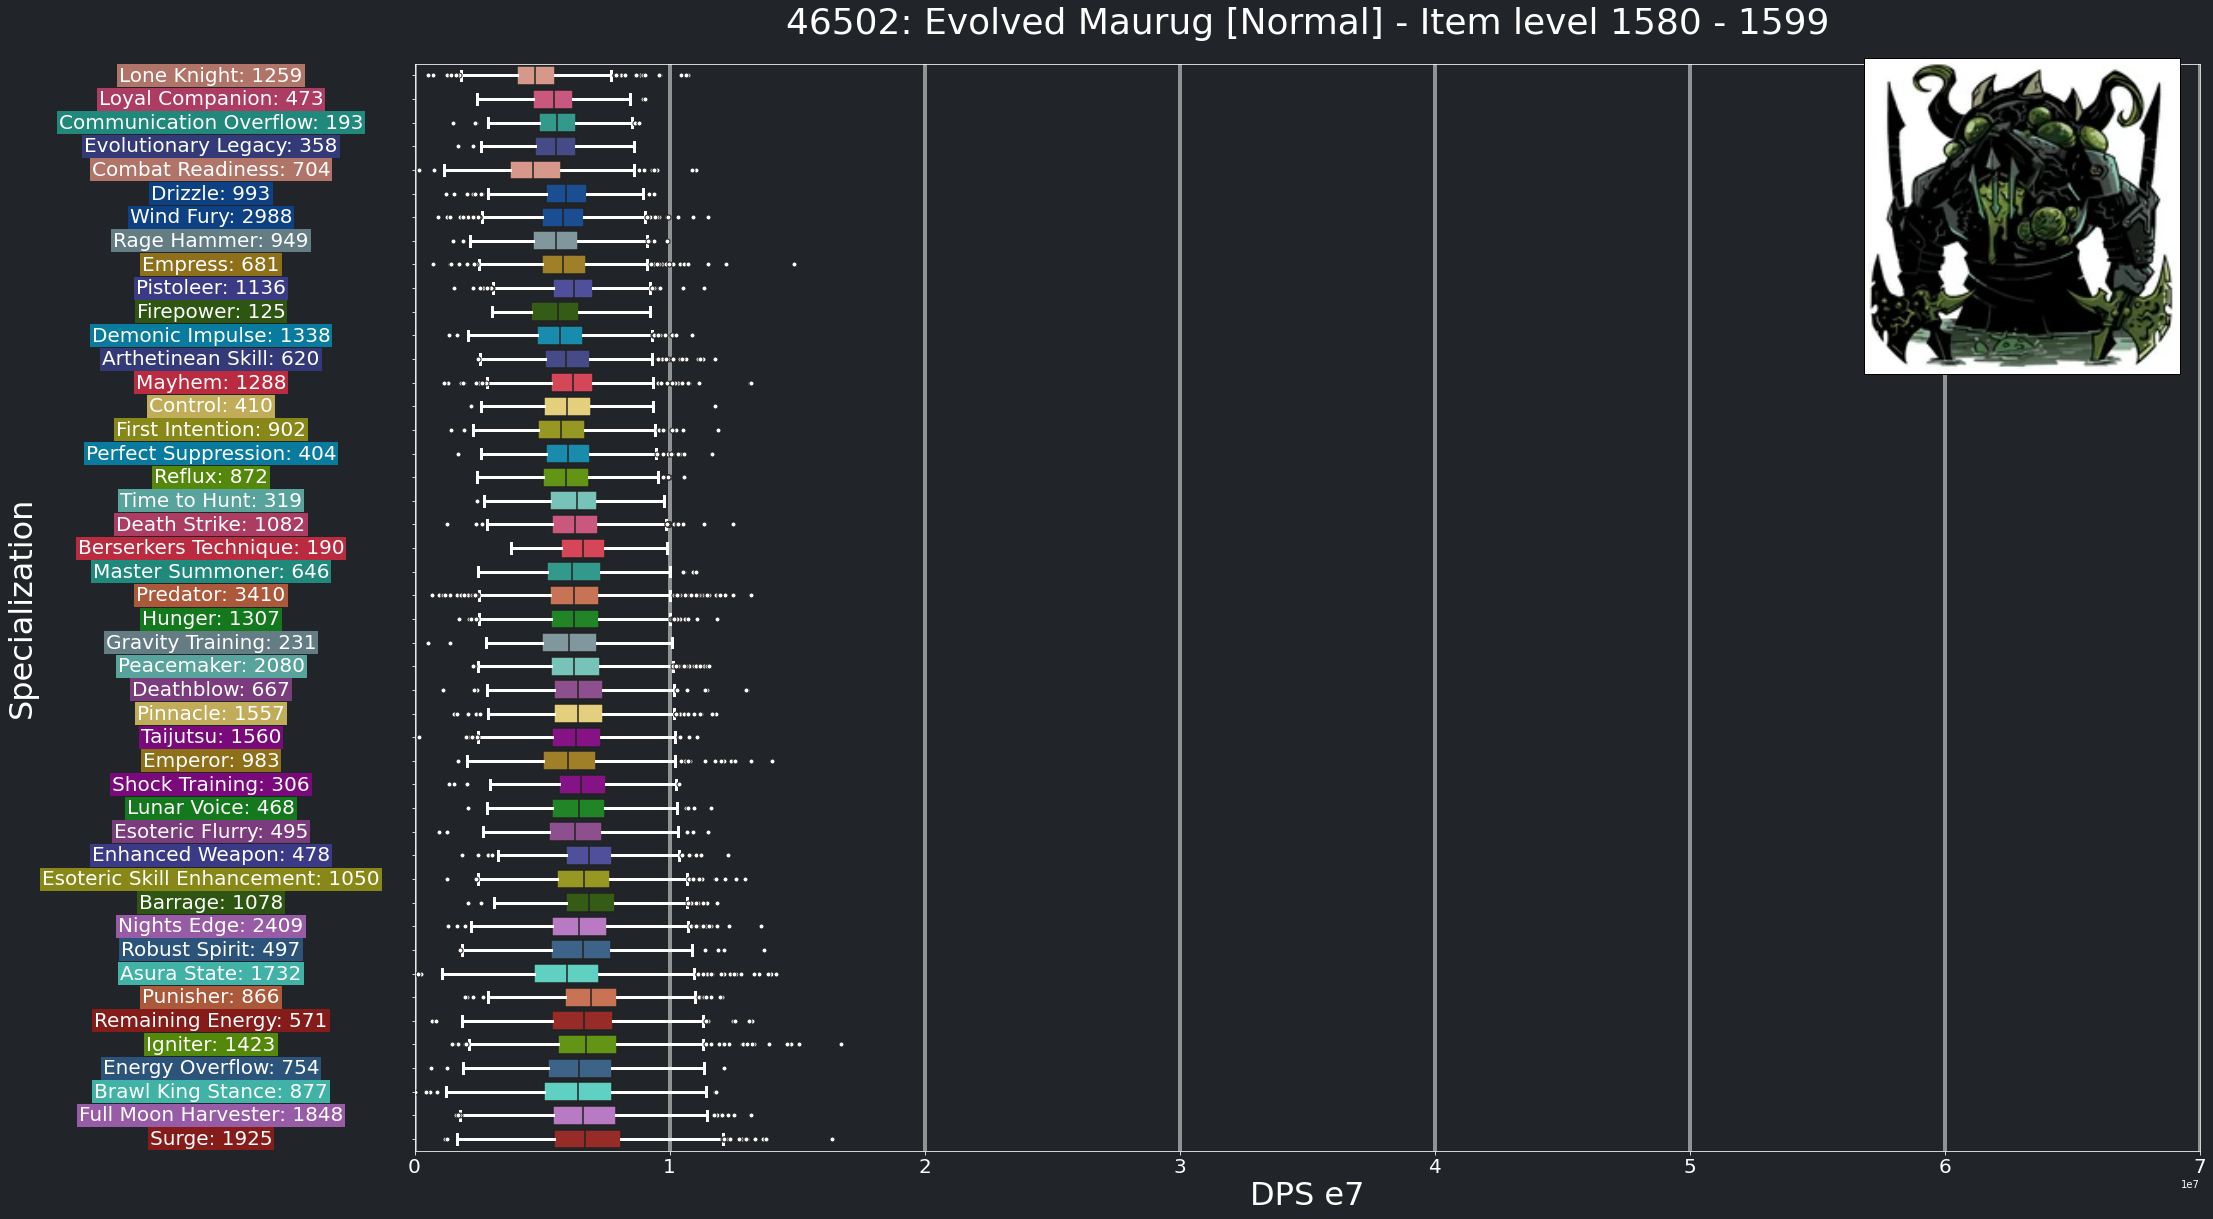 46502: Evolved Maurug [Normal] - Item level 1580 - 1599
Specialization
Lone Knight: 1259
Loyal Companion: 473
Communication Overflow: 193
Evolutionary Legacy: 358
Combat Readiness: 704
Drizzle: 993
Wind Fury: 2988
Rage Hammer: 949
Empress: 681
Pistoleer: 1136
Firepower: 125
Demonic Impulse: 1338
Arthetinean Skill: 620
Mayhem: 1288
Control: 410
First Intention: 902
Perfect Suppression: 404
Reflux: 872
Time to Hunt: 319
Death Strike: 1082
Berserkers Technique: 190
Master Summoner: 646
Predator: 3410
Hunger: 1307
Gravity Training: 231
Peacemaker: 2080
Deathblow: 667
Pinnacle: 1557
Taijutsu: 1560
Emperor: 983
Shock Training: 306
Lunar Voice: 468
Esoteric Flurry: 495
Enhanced Weapon: 478
Esoteric Skill Enhancement: 1050
Barrage: 1078
Nights Edge: 2409
Robust Spirit: 497
Asura State: 1732
Punisher: 866
Remaining Energy: 571
Igniter: 1423
Energy Overflow: 754
Brawl King Stance: 877
Full Moon Harvester: 1848
Surge: 1925
0 1 2 3 4 5 6 7
1e7
DPS e7